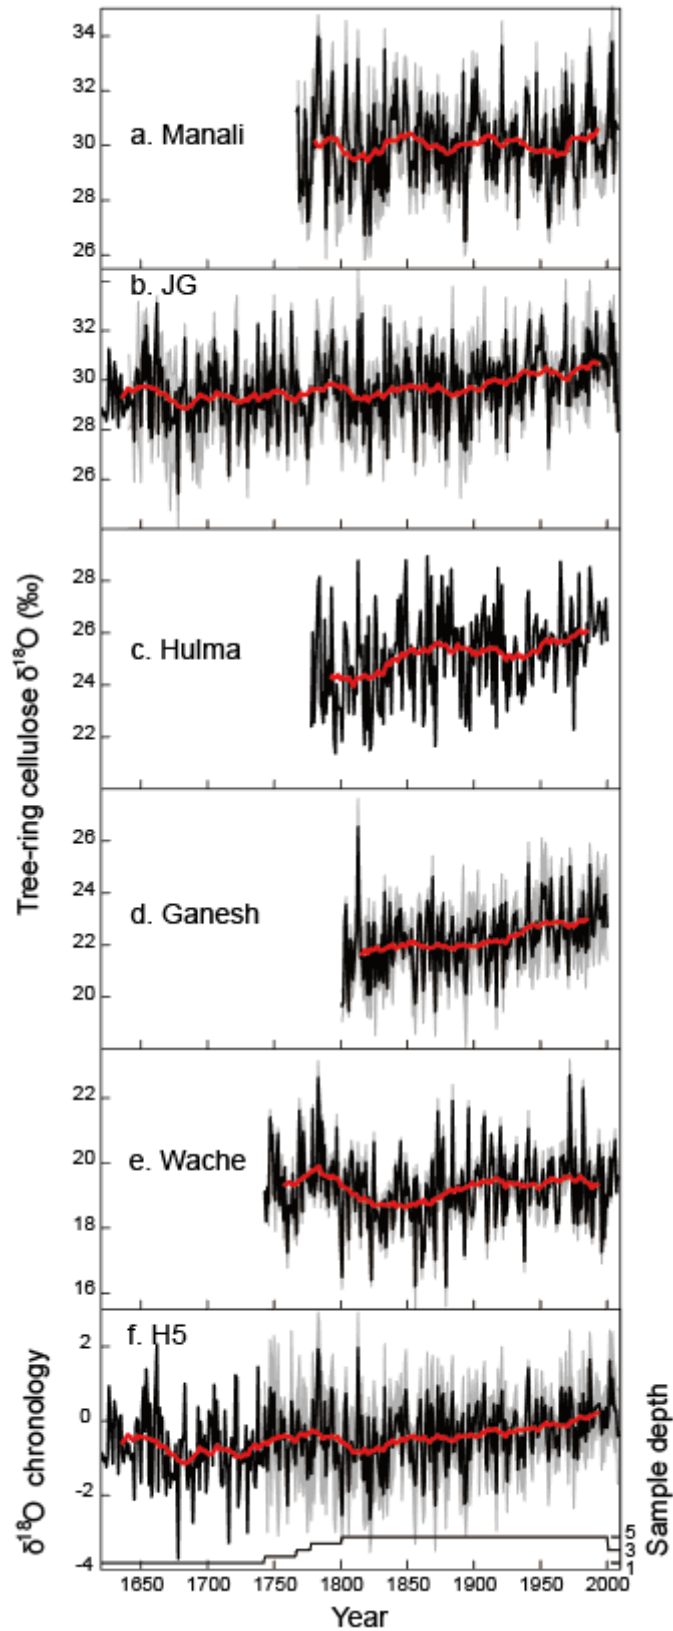 34
32
a. Manali
30
28
26
b. JG
32
30
28
26
28
c. Hulma
26
24
22
Tree-ring cellulose δ¹⁸O (‰)
26
24
d. Ganesh
22
20
22
e. Wache
20
18
16
f. H5
2
0
-2
-4
δ¹⁸O chronology
Sample depth
5
3
1
1650 1700 1750 1800 1850 1900 1950 2000
Year